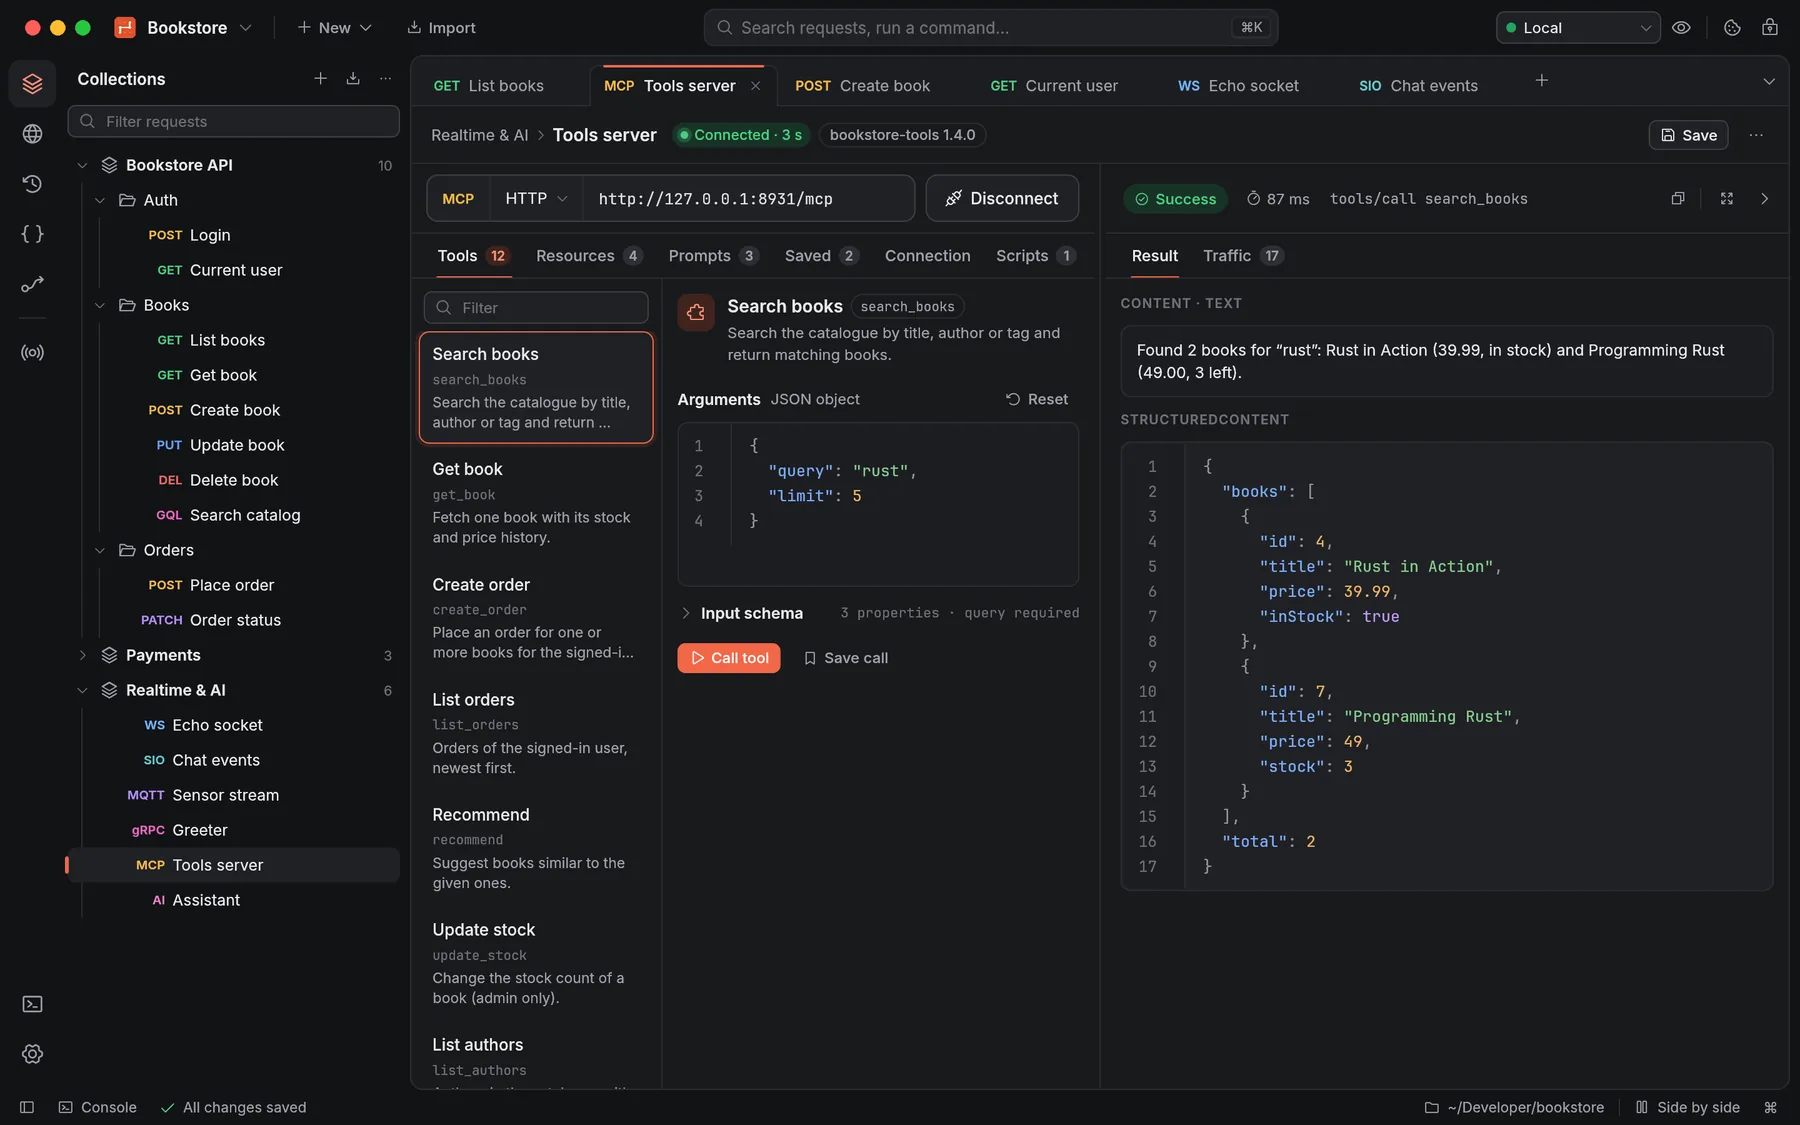 Bookstore
New
Import
Search requests, run a command...
⌘K
Local
Collections
Filter requests
Bookstore API 10
Auth
POST Login
GET Current user
Books
GET List books
GET Get book
POST Create book
PUT Update book
DEL Delete book
GQL Search catalog
Orders
POST Place order
PATCH Order status
Payments 3
Realtime & AI 6
WS Echo socket
SIO Chat events
MQTT Sensor stream
gRPC Greeter
MCP Tools server
AI Assistant
GET List books
MCP Tools server
POST Create book
GET Current user
WS Echo socket
SIO Chat events
Realtime & AI > Tools server
Connected · 3 s
bookstore-tools 1.4.0
Save
MCP HTTP http://127.0.0.1:8931/mcp
Disconnect
Tools 12
Resources 4
Prompts 3
Saved 2
Connection
Scripts 1
Filter
Search books
search_books
Search the catalogue by title,
author or tag and return ...
Get book
get_book
Fetch one book with its stock
and price history.
Create order
create_order
Place an order for one or
more books for the signed-i...
List orders
list_orders
Orders of the signed-in user,
newest first.
Recommend
recommend
Suggest books similar to the
given ones.
Update stock
update_stock
Change the stock count of a
book (admin only).
List authors
list_authors
Search books search_books
Search the catalogue by title, author or tag and
return matching books.
Arguments JSON object
Reset
1 {
2 "query": "rust",
3 "limit": 5
4 }
Input schema 3 properties · query required
Call tool
Save call
Success
87 ms
tools/call search_books
Result
Traffic 17
CONTENT · TEXT
Found 2 books for “rust”: Rust in Action (39.99, in stock) and Programming Rust
(49.00, 3 left).
STRUCTUREDCONTENT
1 {
2 "books": [
3 {
4 "id": 4,
5 "title": "Rust in Action",
6 "price": 39.99,
7 "inStock": true
8 },
9 {
10 "id": 7,
11 "title": "Programming Rust",
12 "price": 49,
13 "stock": 3
14 }
15 ],
16 "total": 2
17 }
Console
All changes saved
~/Developer/bookstore
Side by side
⌘